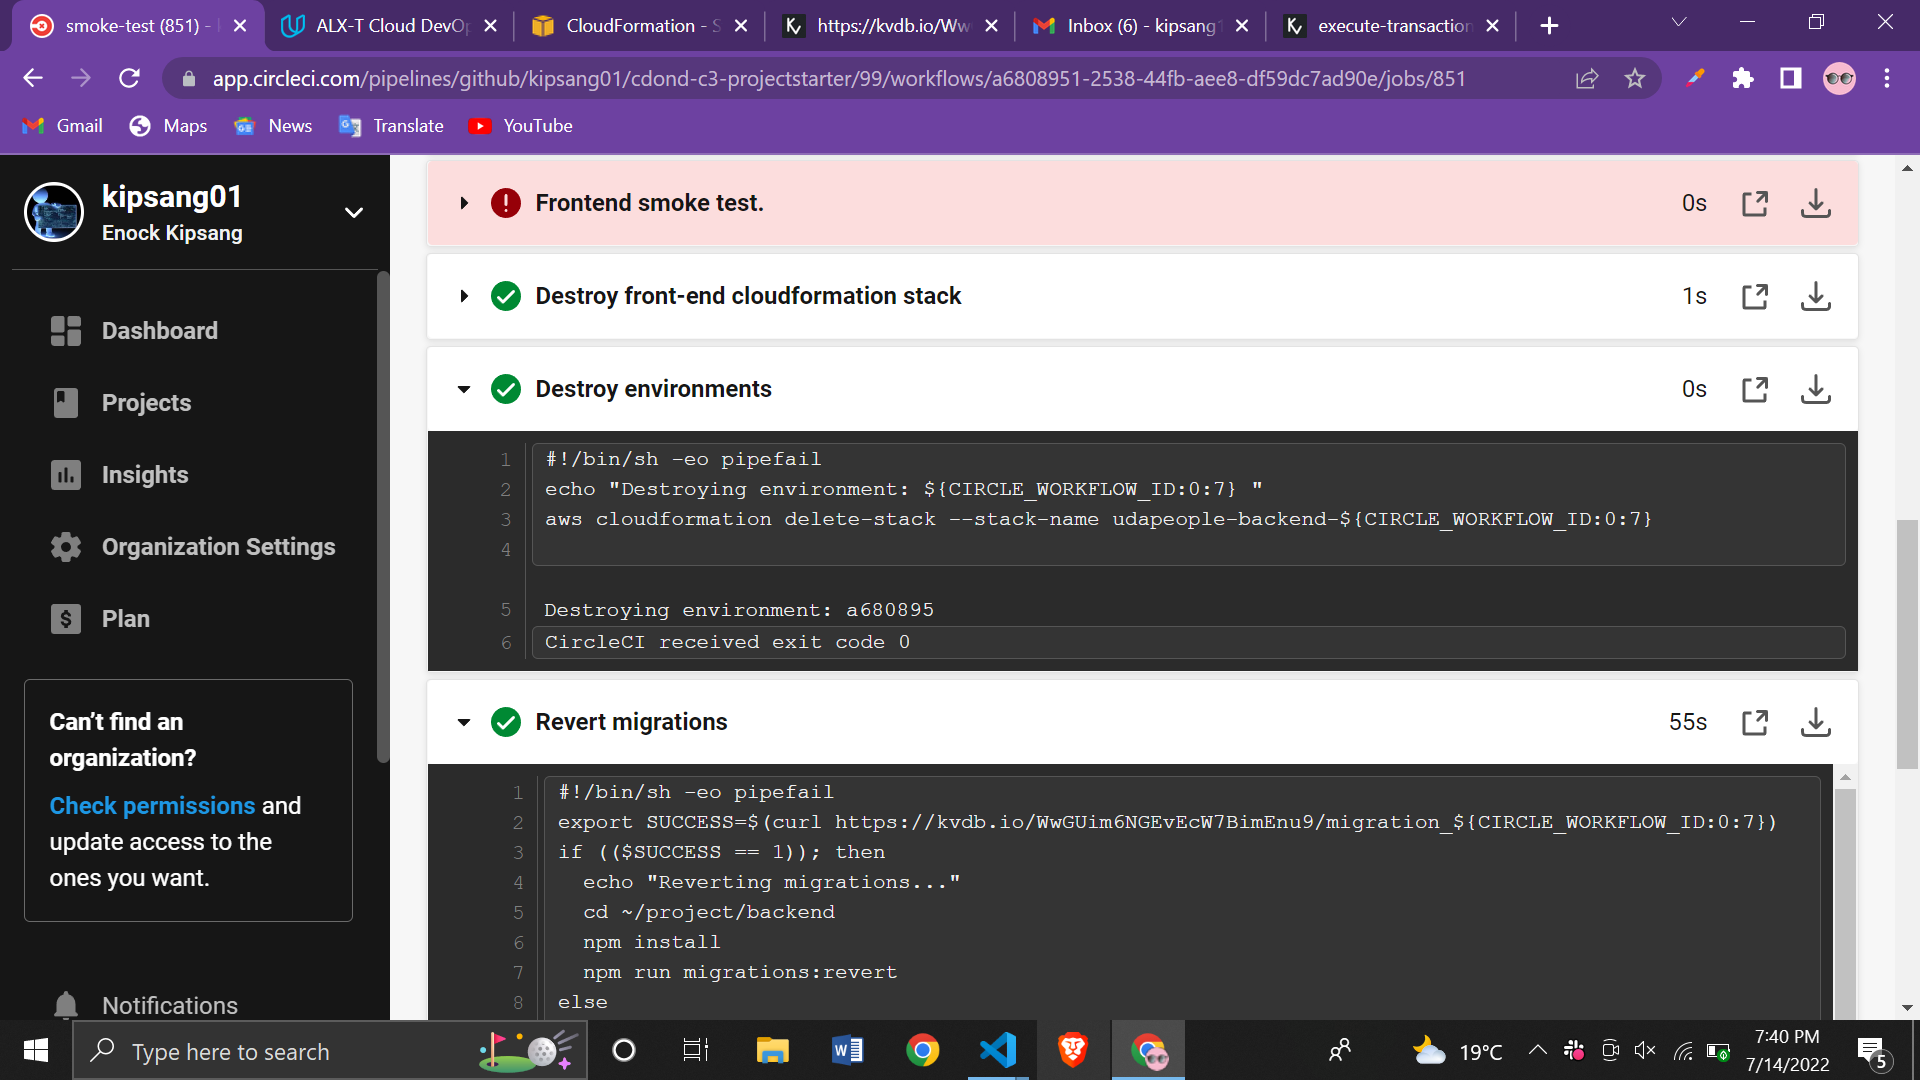 smoke-test (851) -
ALX-T Cloud DevOp
CloudFormation - S
https://kvdb.io/Ww
Inbox (6) - kipsang1
execute-transaction
app.circleci.com/pipelines/github/kipsang01/cdond-c3-projectstarter/99/workflows/a6808951-2538-44fb-aee8-df59dc7ad90e/jobs/851
Gmail
Maps
News
Translate
YouTube
kipsang01
Enock Kipsang
Dashboard
Projects
Insights
Organization Settings
Plan
Can't find an
organization?
Check permissions and
update access to the
ones you want.
Notifications
Frontend smoke test. 0s
Destroy front-end cloudformation stack 1s
Destroy environments 0s
1 #!/bin/sh -eo pipefail
2 echo "Destroying environment: ${CIRCLE_WORKFLOW_ID:0:7} "
3 aws cloudformation delete-stack --stack-name udapeople-backend-${CIRCLE_WORKFLOW_ID:0:7}
4
5 Destroying environment: a680895
6 CircleCI received exit code 0
Revert migrations 55s
1 #!/bin/sh -eo pipefail
2 export SUCCESS=$(curl https://kvdb.io/WwGUim6NGEvEcW7BimEnu9/migration_${CIRCLE_WORKFLOW_ID:0:7})
3 if (($SUCCESS == 1)); then
4 echo "Reverting migrations..."
5 cd ~/project/backend
6 npm install
7 npm run migrations:revert
8 else
Type here to search
19°C
7:40 PM
7/14/2022
5